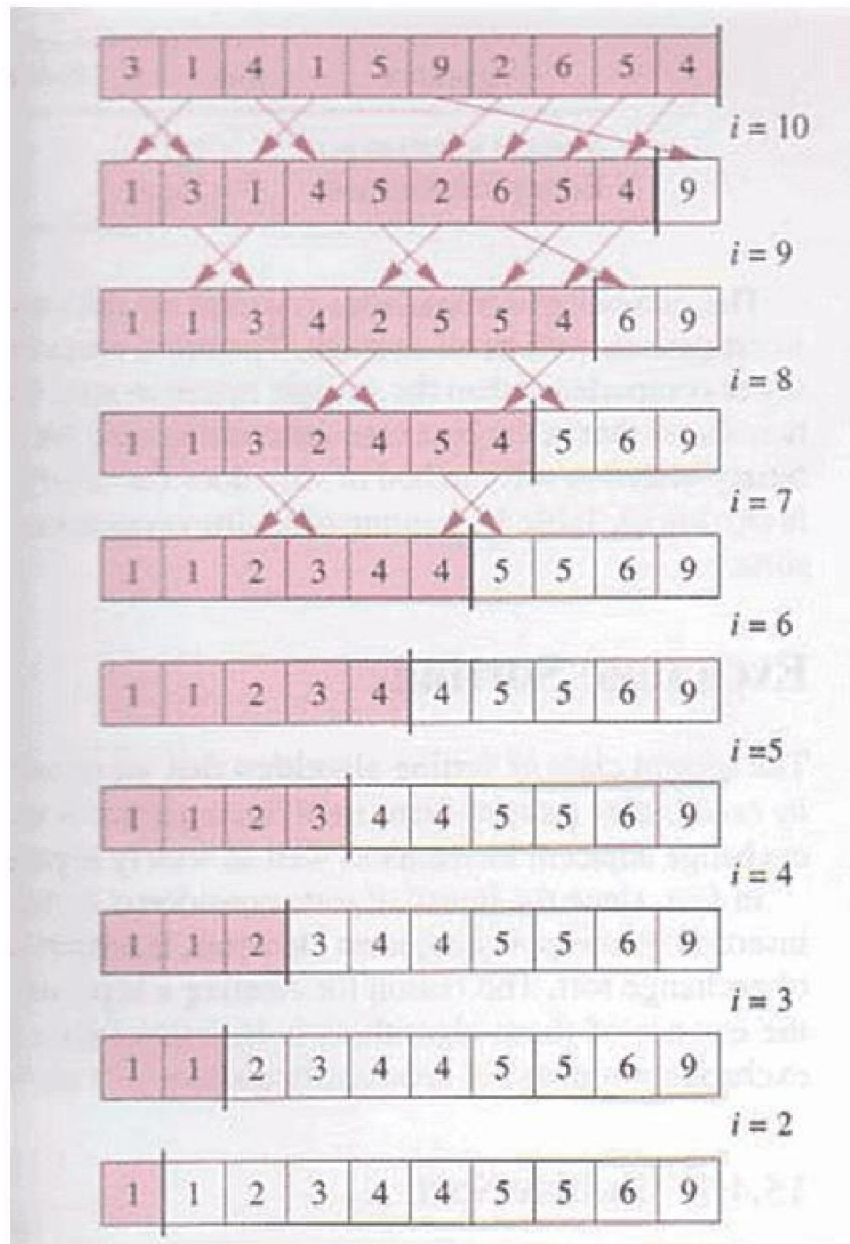 3 1 4 1 5 9 2 6 5 4
i = 10
1 3 1 4 5 2 6 5 4 9
i = 9
1 1 3 4 2 5 5 4 6 9
i = 8
1 1 3 2 4 5 4 5 6 9
i = 7
1 1 2 3 4 4 5 5 6 9
i = 6
1 1 2 3 4 4 5 5 6 9
i =5
1 1 2 3 4 4 5 5 6 9
i = 4
1 1 2 3 4 4 5 5 6 9
i = 3
1 1 2 3 4 4 5 5 6 9
i = 2
1 1 2 3 4 4 5 5 6 9